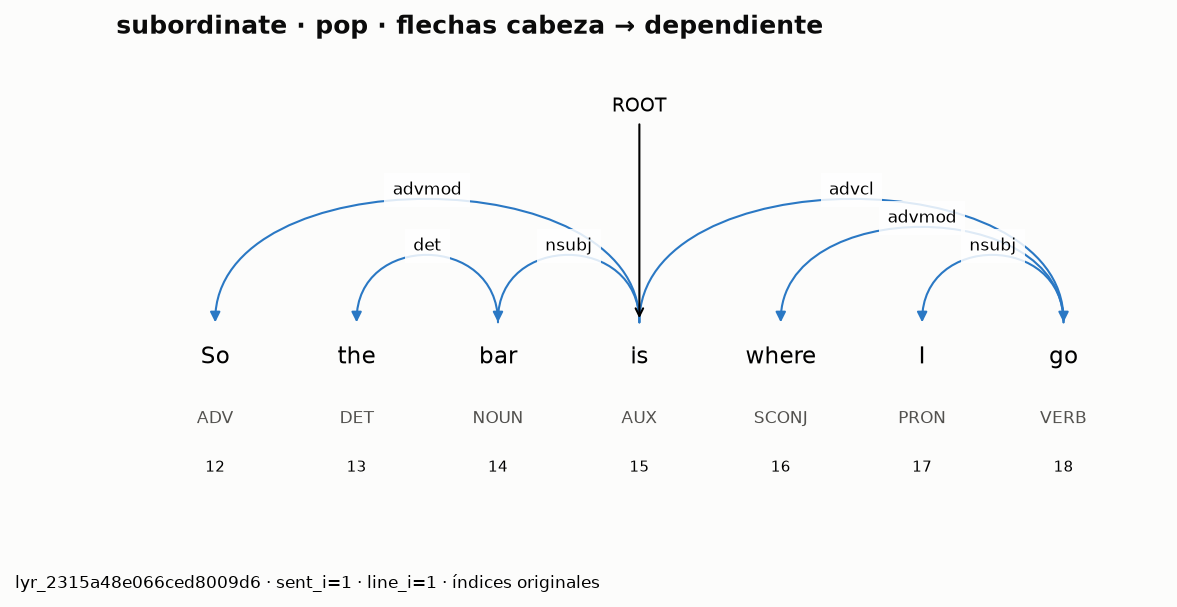 subordinate · pop · flechas cabeza → dependiente
ROOT
advmod advcl
advmod
det nsubj nsubj
So the bar is where I go
ADV DET NOUN AUX SCONJ PRON VERB
12 13 14 15 16 17 18
lyr_2315a48e066ced8009d6 · sent_i=1 · line_i=1 · índices originales